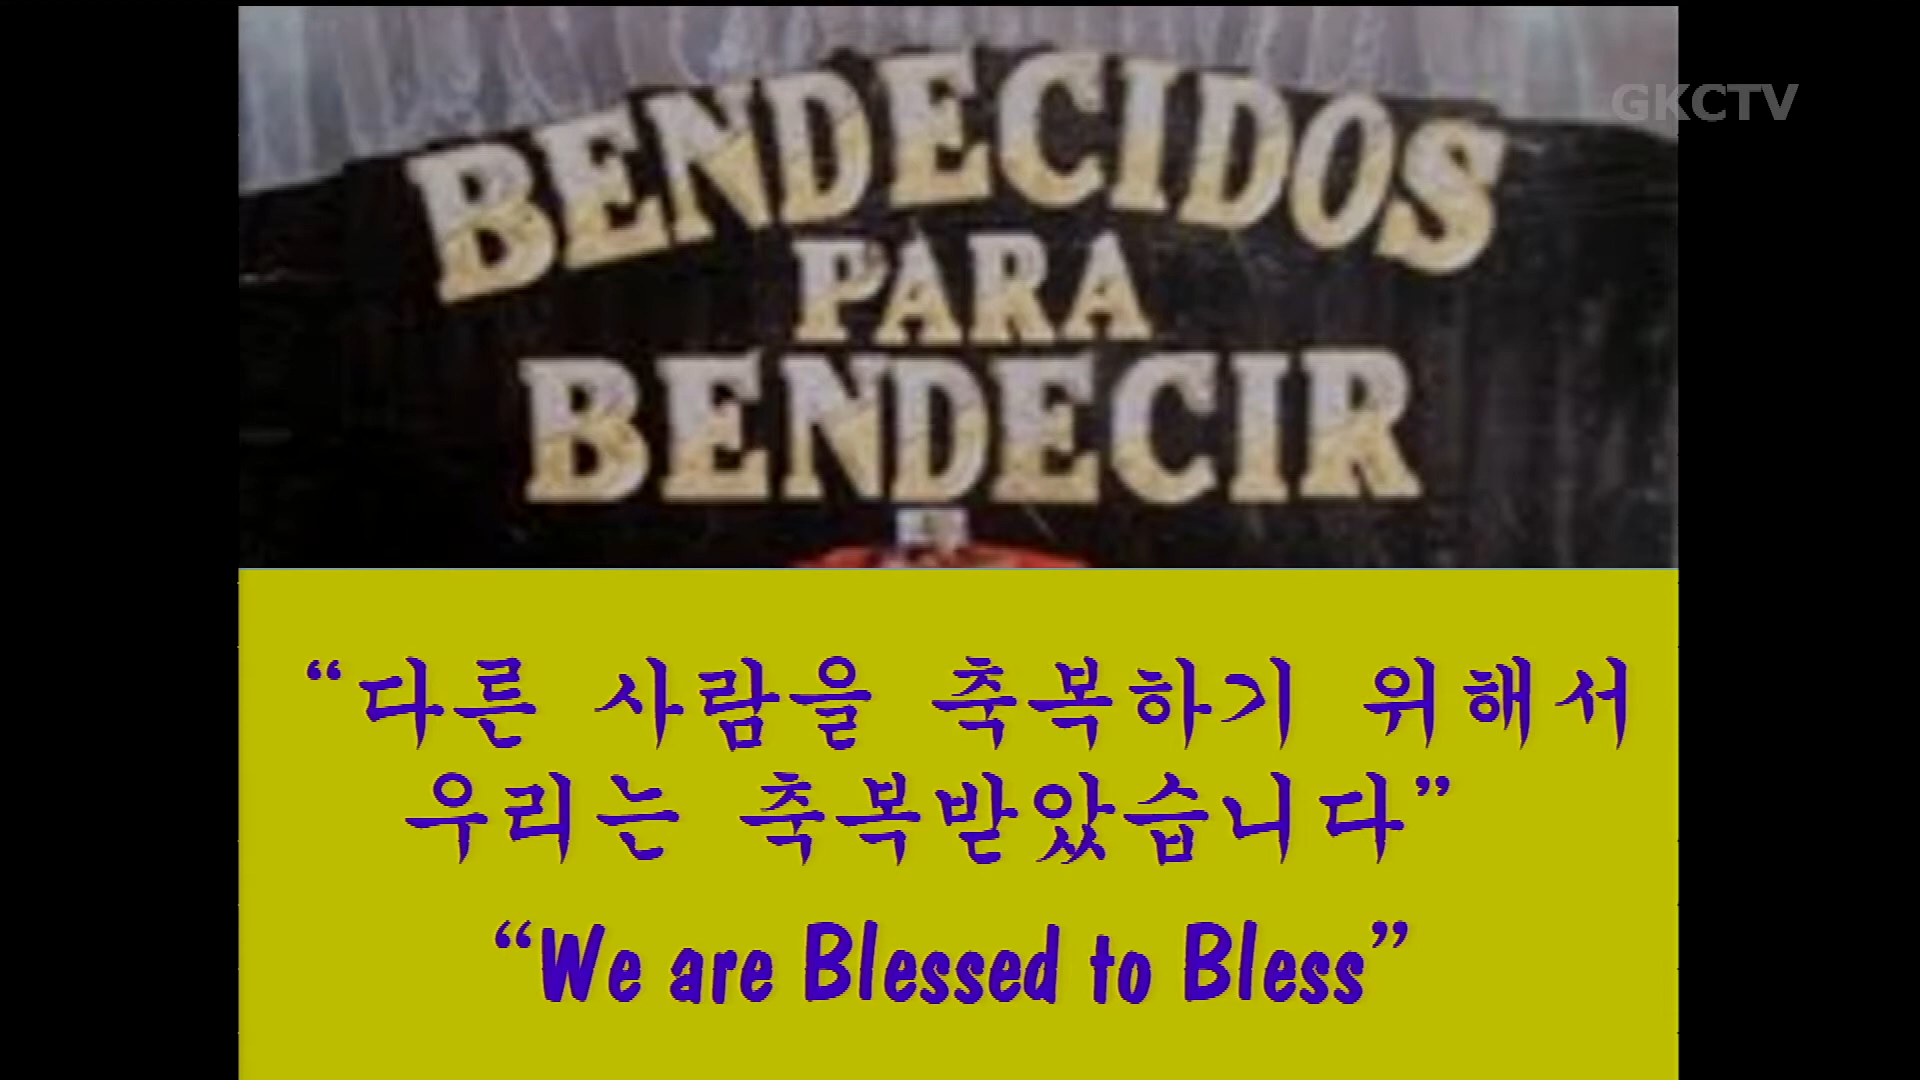 GKCTV
BENDECIDOS
PARA
BENDECIR
“다른 사람을 축복하기 위해서
우리는 축복받았습니다”
“We are Blessed to Bless”